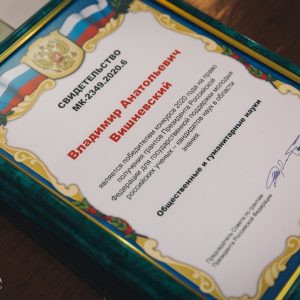 СВИДЕТЕЛЬСТВО
МК-2349.2020.6
Владимир Анатольевич
Вишневский
является победителем конкурса 2020 года на право
получения грантов Президента Российской
Федерации для государственной поддержки молодых
российских ученых – кандидатов наук в области
знания
Общественные и гуманитарные науки
Председатель Совета по грантам
Президента Российской Федерации